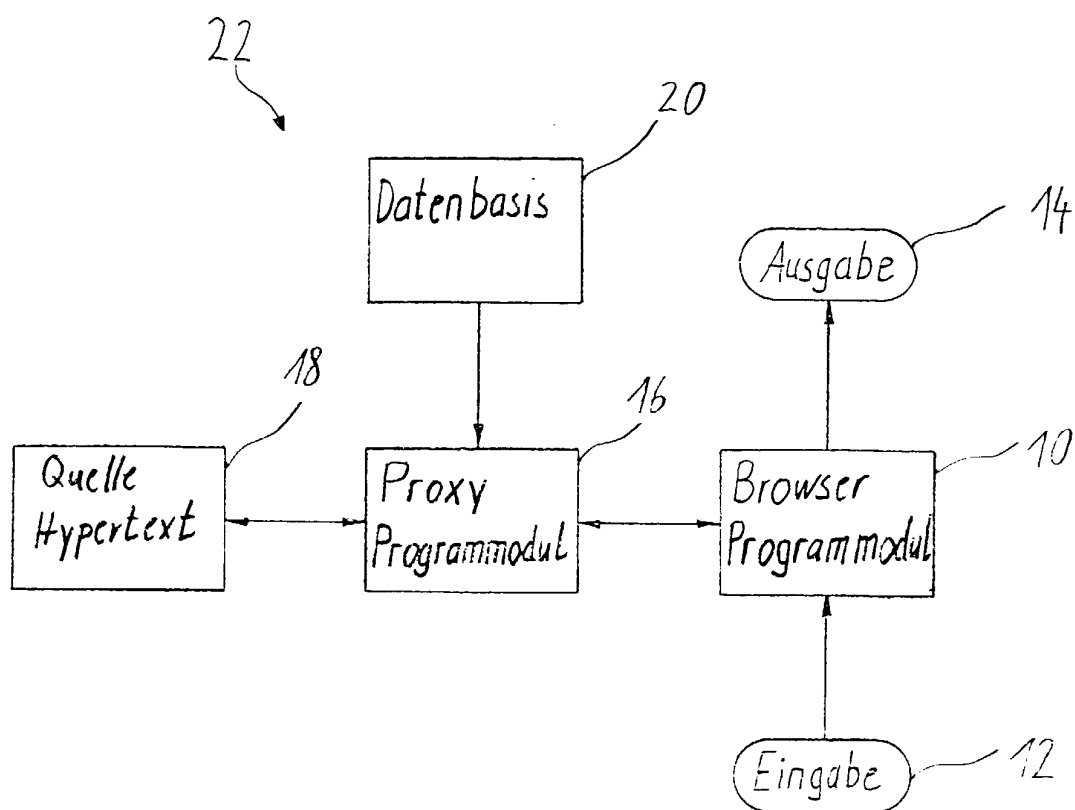 22
20
Datenbasis
14
Ausgabe
18
16
10
Quelle
Hypertext
Proxy
Programmodul
Browser
Programmodul
Eingabe
12